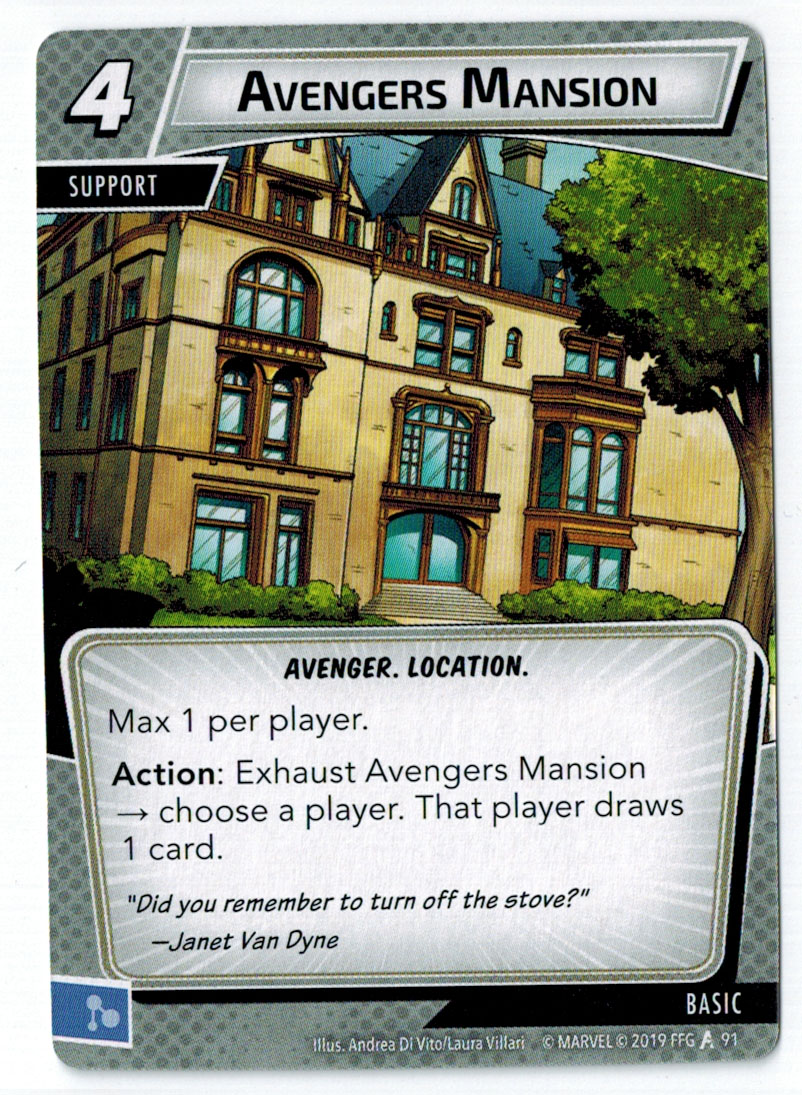 4
AVENGERS MANSION
SUPPORT
AVENGER. LOCATION.
Max 1 per player.
Action: Exhaust Avengers Mansion
→ choose a player. That player draws
1 card.
"Did you remember to turn off the stove?"
—Janet Van Dyne
BASIC
Illus. Andrea Di Vito/Laura Villari © MARVEL © 2019 FFG 91